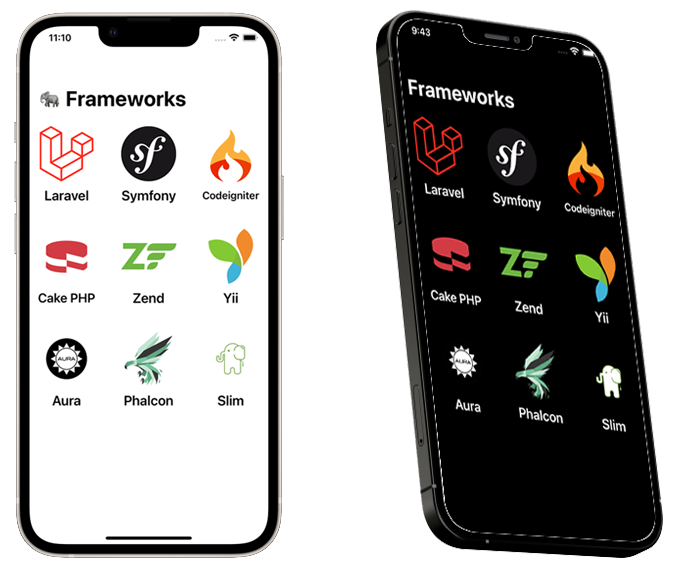 11:10
Frameworks
Laravel
Symfony
Codeigniter
Cake PHP
Zend
Yii
AURA
Aura
Phalcon
Slim
9:43
Frameworks
Laravel
Symfony
Codeigniter
Cake PHP
Zend
Yii
AURA
Aura
Phalcon
Slim